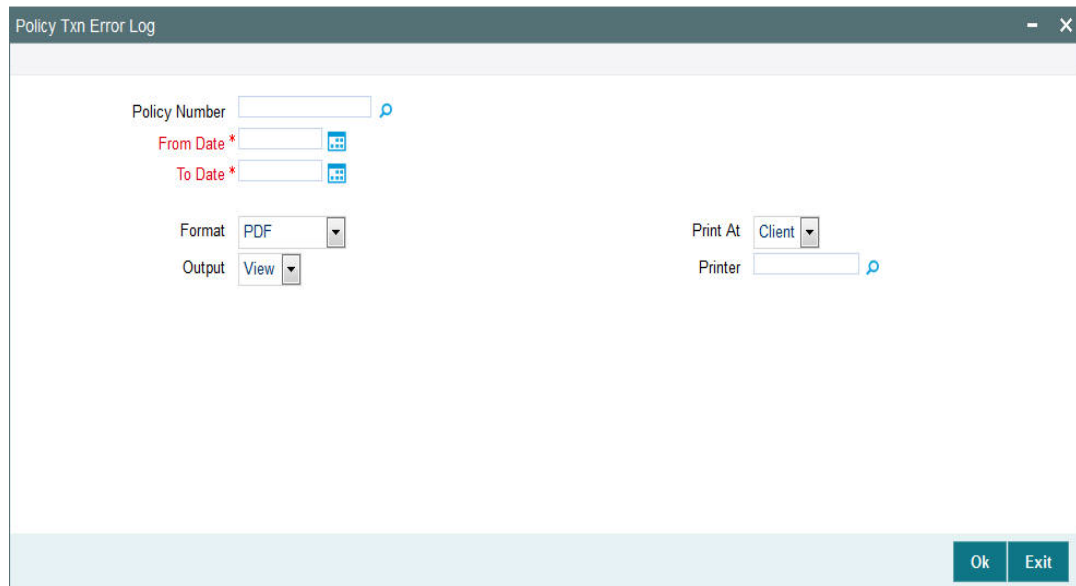 Policy Txn Error Log
Policy Number
From Date *
To Date *
Format PDF Print At Client
Output View Printer
Ok Exit